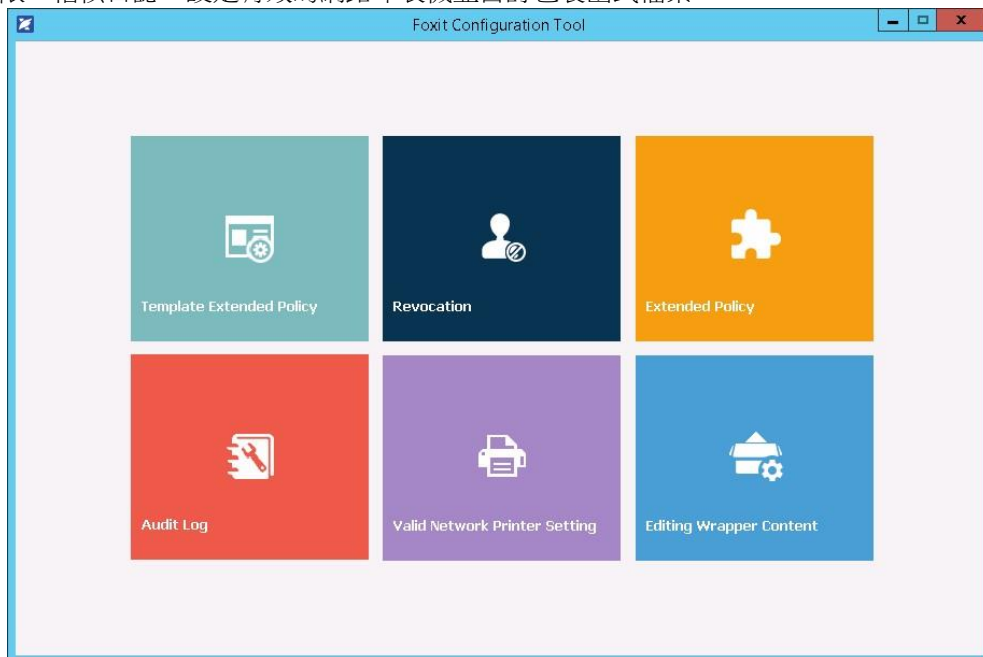 Foxit Configuration Tool
Template Extended Policy
Revocation
Extended Policy
Audit Log
Valid Network Printer Setting
Editing Wrapper Content